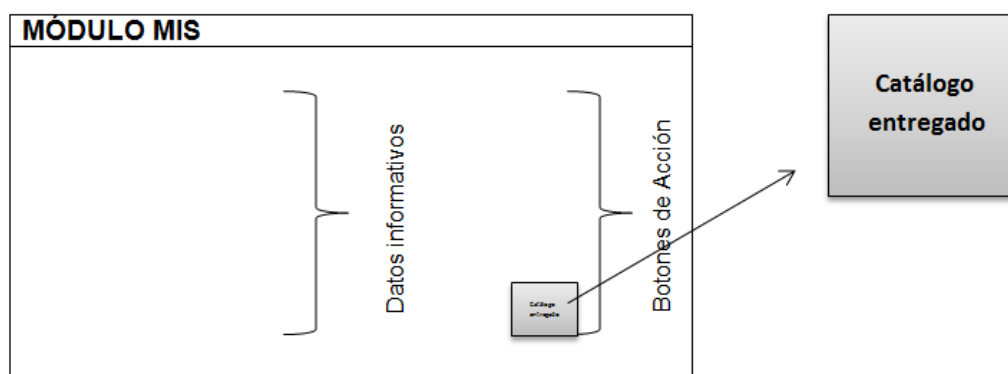 MÓDULO MIS
Datos informativos
Botones de Acción
Catálogo
entregado
Catálogo
entregado